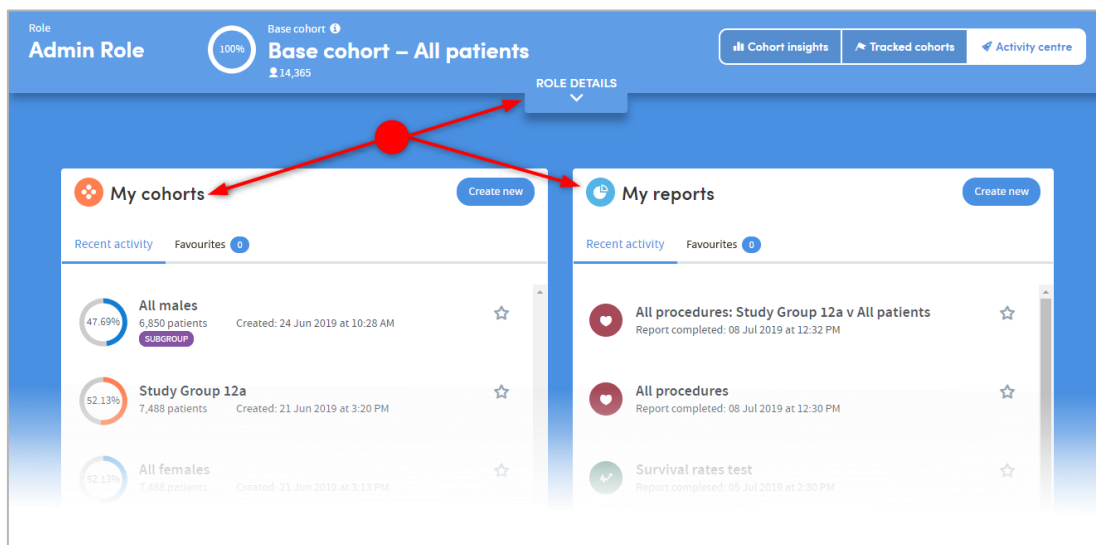 Role
Admin Role
100%
Base cohort
Base cohort – All patients
14,365
Cohort insights
Tracked cohorts
Activity centre
ROLE DETAILS
My cohorts
Create new
Recent activity
Favourites 0
47.69%
All males
6,850 patients
Created: 24 Jun 2019 at 10:28 AM
SUBGROUP
52.13%
Study Group 12a
7,488 patients
Created: 21 Jun 2019 at 3:20 PM
52.13%
All females
7,488 patients
Created: 21 Jun 2019 at 3:13 PM
My reports
Create new
Recent activity
Favourites 0
All procedures: Study Group 12a v All patients
Report completed: 08 Jul 2019 at 12:32 PM
All procedures
Report completed: 08 Jul 2019 at 12:30 PM
Survival rates test
Report completed: 05 Jul 2019 at 2:30 PM